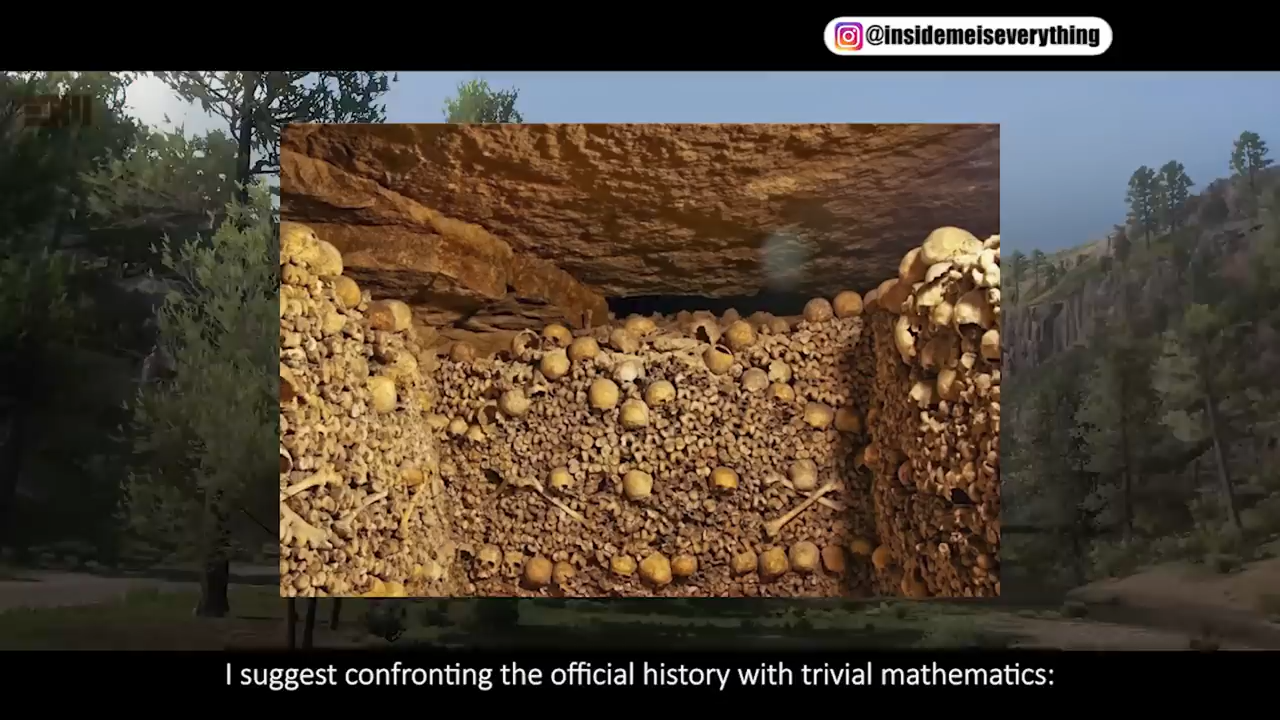 @insidemeiseverything
I suggest confronting the official history with trivial mathematics: